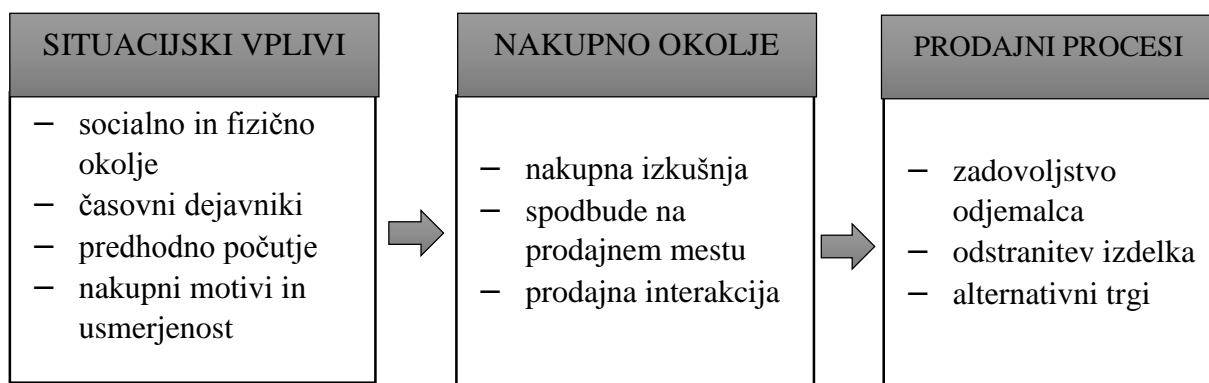 SITUACIJSKI VPLIVI
– socialno in fizično
okolje
– časovni dejavniki
– predhodno počutje
– nakupni motivi in
usmerjenost
NAKUPNO OKOLJE
– nakupna izkušnja
– spodbude na
prodajnem mestu
– prodajna interakcija
PRODAJNI PROCESI
– zadovoljstvo
odjemalca
– odstranitev izdelka
– alternativni trgi